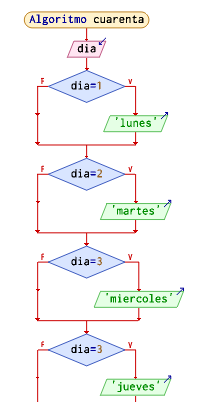 Algoritmo cuarenta
dia
F dia=1 V
'lunes'
F dia=2 V
'martes'
F dia=3 V
'miercoles'
F dia=3 V
'jueves'